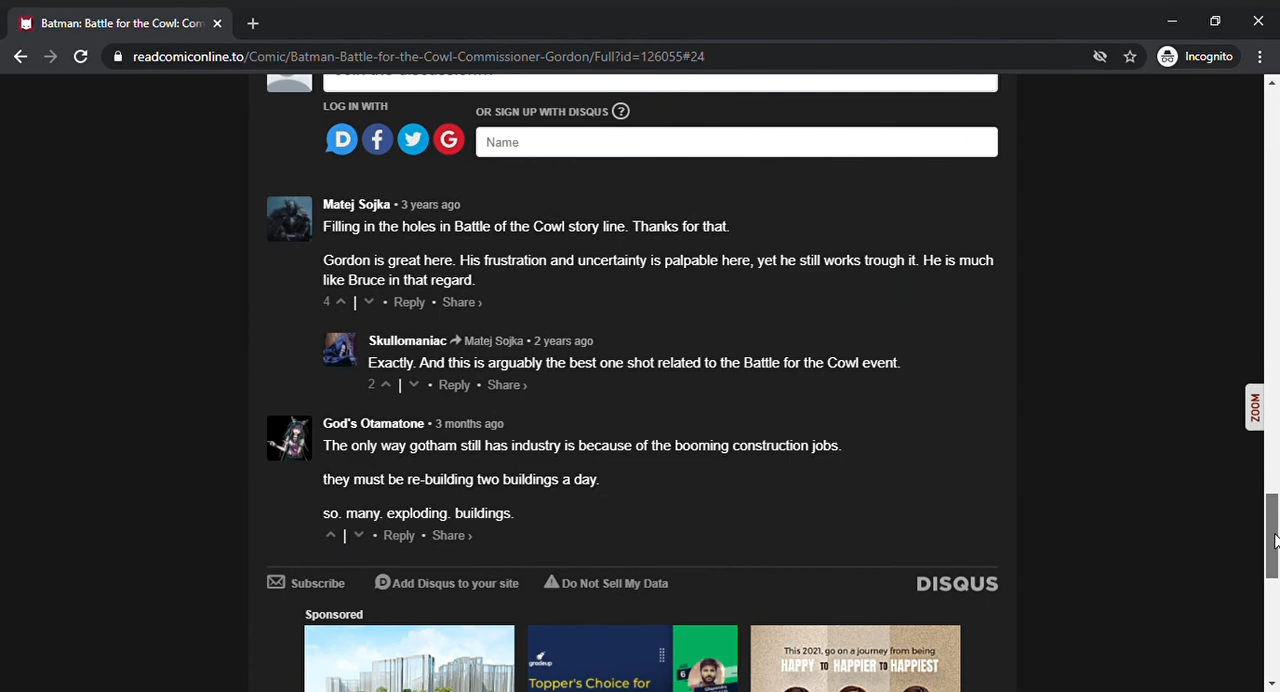 Batman: Battle for the Cowl: Com
readcomiconline.to/Comic/Batman-Battle-for-the-Cowl-Commissioner-Gordon/Full?id=126055#24
Incognito
LOG IN WITH
OR SIGN UP WITH DISQUS ?
D f G
Name
Matej Sojka • 3 years ago
Filling in the holes in Battle of the Cowl story line. Thanks for that.
Gordon is great here. His frustration and uncertainty is palpable here, yet he still works trough it. He is much
like Bruce in that regard.
4 | • Reply • Share ›
Skullomaniac Matej Sojka • 2 years ago
Exactly. And this is arguably the best one shot related to the Battle for the Cowl event.
2 | • Reply • Share ›
God's Otamatone • 3 months ago
The only way gotham still has industry is because of the booming construction jobs.
they must be re-building two buildings a day.
so. many. exploding. buildings.
| • Reply • Share ›
ZOOM
Subscribe
D Add Disqus to your site
Do Not Sell My Data
DISQUS
Sponsored
gradeup
Topper's Choice for
This 2021, go on a journey from being
HAPPY TO HAPPIER TO HAPPIEST